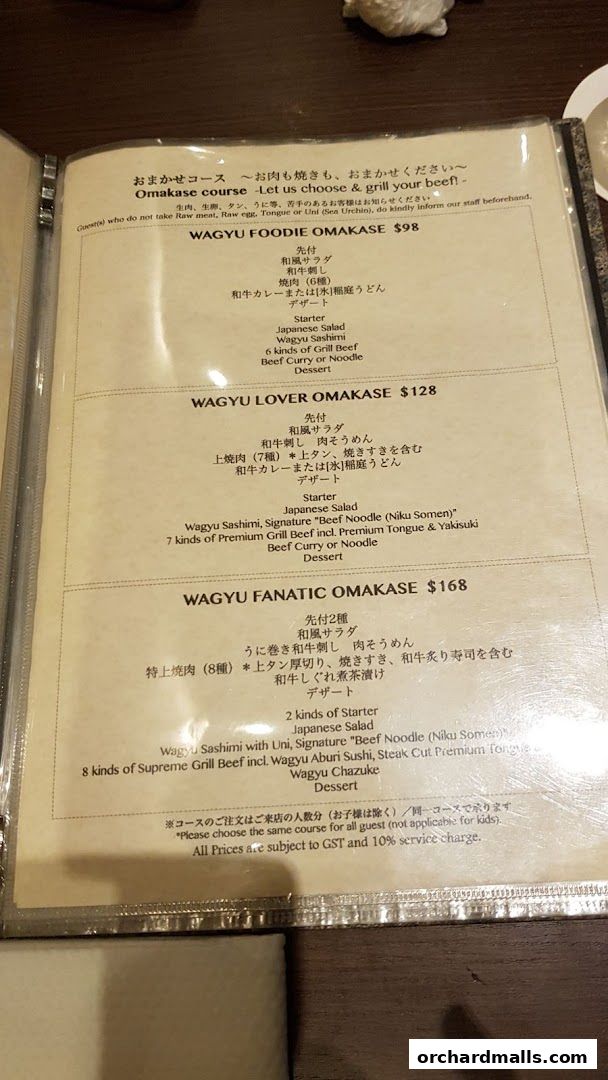 おまかせコース　～お肉も焼きも、おまかせください～
Omakase course -Let us choose & grill your beef! -
生肉、生卵、タン、うに等、苦手のあるお客様はお知らせください
Guest(s) who do not take Raw meat, Raw egg, Tongue or Uni (Sea Urchin), do kindly inform our staff beforehand.
WAGYU FOODIE OMAKASE $98
先付
和風サラダ
和牛刺し
焼肉（6種）
和牛カレーまたは[氷]稲庭うどん
デザート
Starter
Japanese Salad
Wagyu Sashimi
6 kinds of Grill Beef
Beef Curry or Noodle
Dessert
WAGYU LOVER OMAKASE $128
先付
和風サラダ
和牛刺し　肉そうめん
上焼肉（7種）＊上タン、焼きすきを含む
和牛カレーまたは[氷]稲庭うどん
デザート
Starter
Japanese Salad
Wagyu Sashimi, Signature "Beef Noodle (Niku Somen)"
7 kinds of Premium Grill Beef incl. Premium Tongue & Yakisuki
Beef Curry or Noodle
Dessert
WAGYU FANATIC OMAKASE $168
先付2種
和風サラダ
うに巻き和牛刺し　肉そうめん
特上焼肉（8種）＊上タン厚切り、焼きすき、和牛炙り寿司を含む
和牛しぐれ煮茶漬け
デザート
2 kinds of Starter
Japanese Salad
Wagyu Sashimi with Uni, Signature "Beef Noodle (Niku Somen)"
8 kinds of Supreme Grill Beef incl. Wagyu Aburi Sushi, Steak Cut Premium Tongue
Wagyu Chazuke
Dessert
※コースのご注文はご来店の人数分（お子様は除く）／同一コースで承ります
*Please choose the same course for all guest (not applicable for kids).
All Prices are subject to GST and 10% service charge.
orchardmalls.com